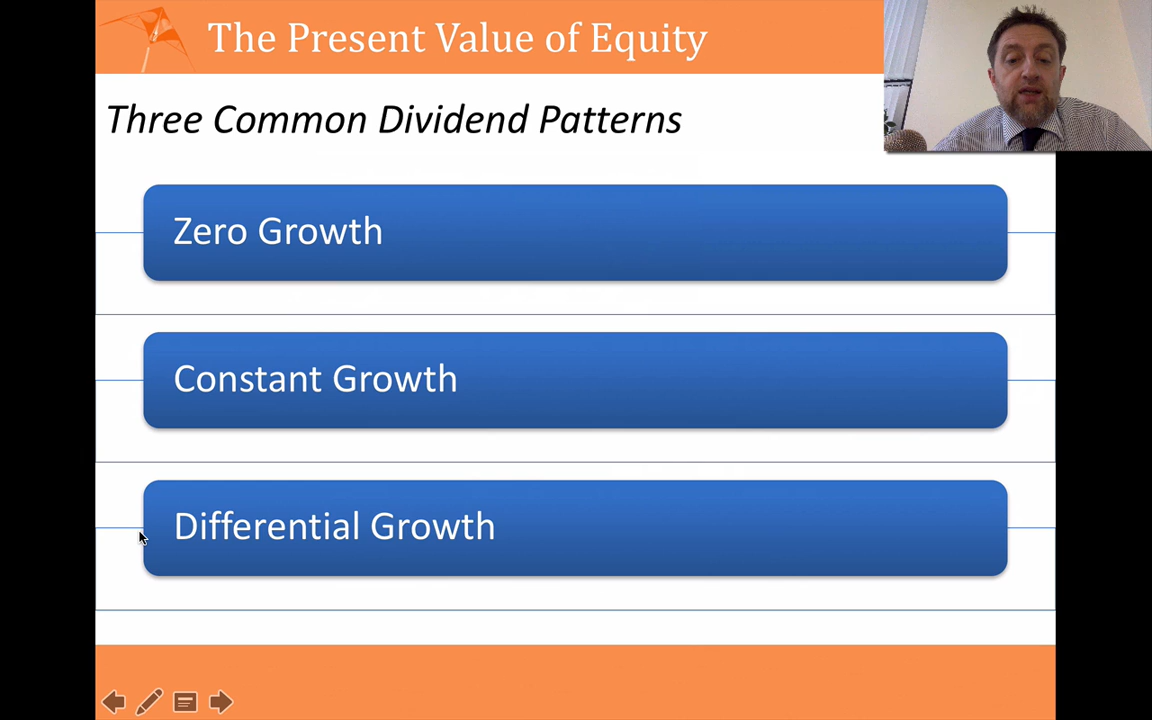 The Present Value of Equity
Three Common Dividend Patterns
Zero Growth
Constant Growth
Differential Growth